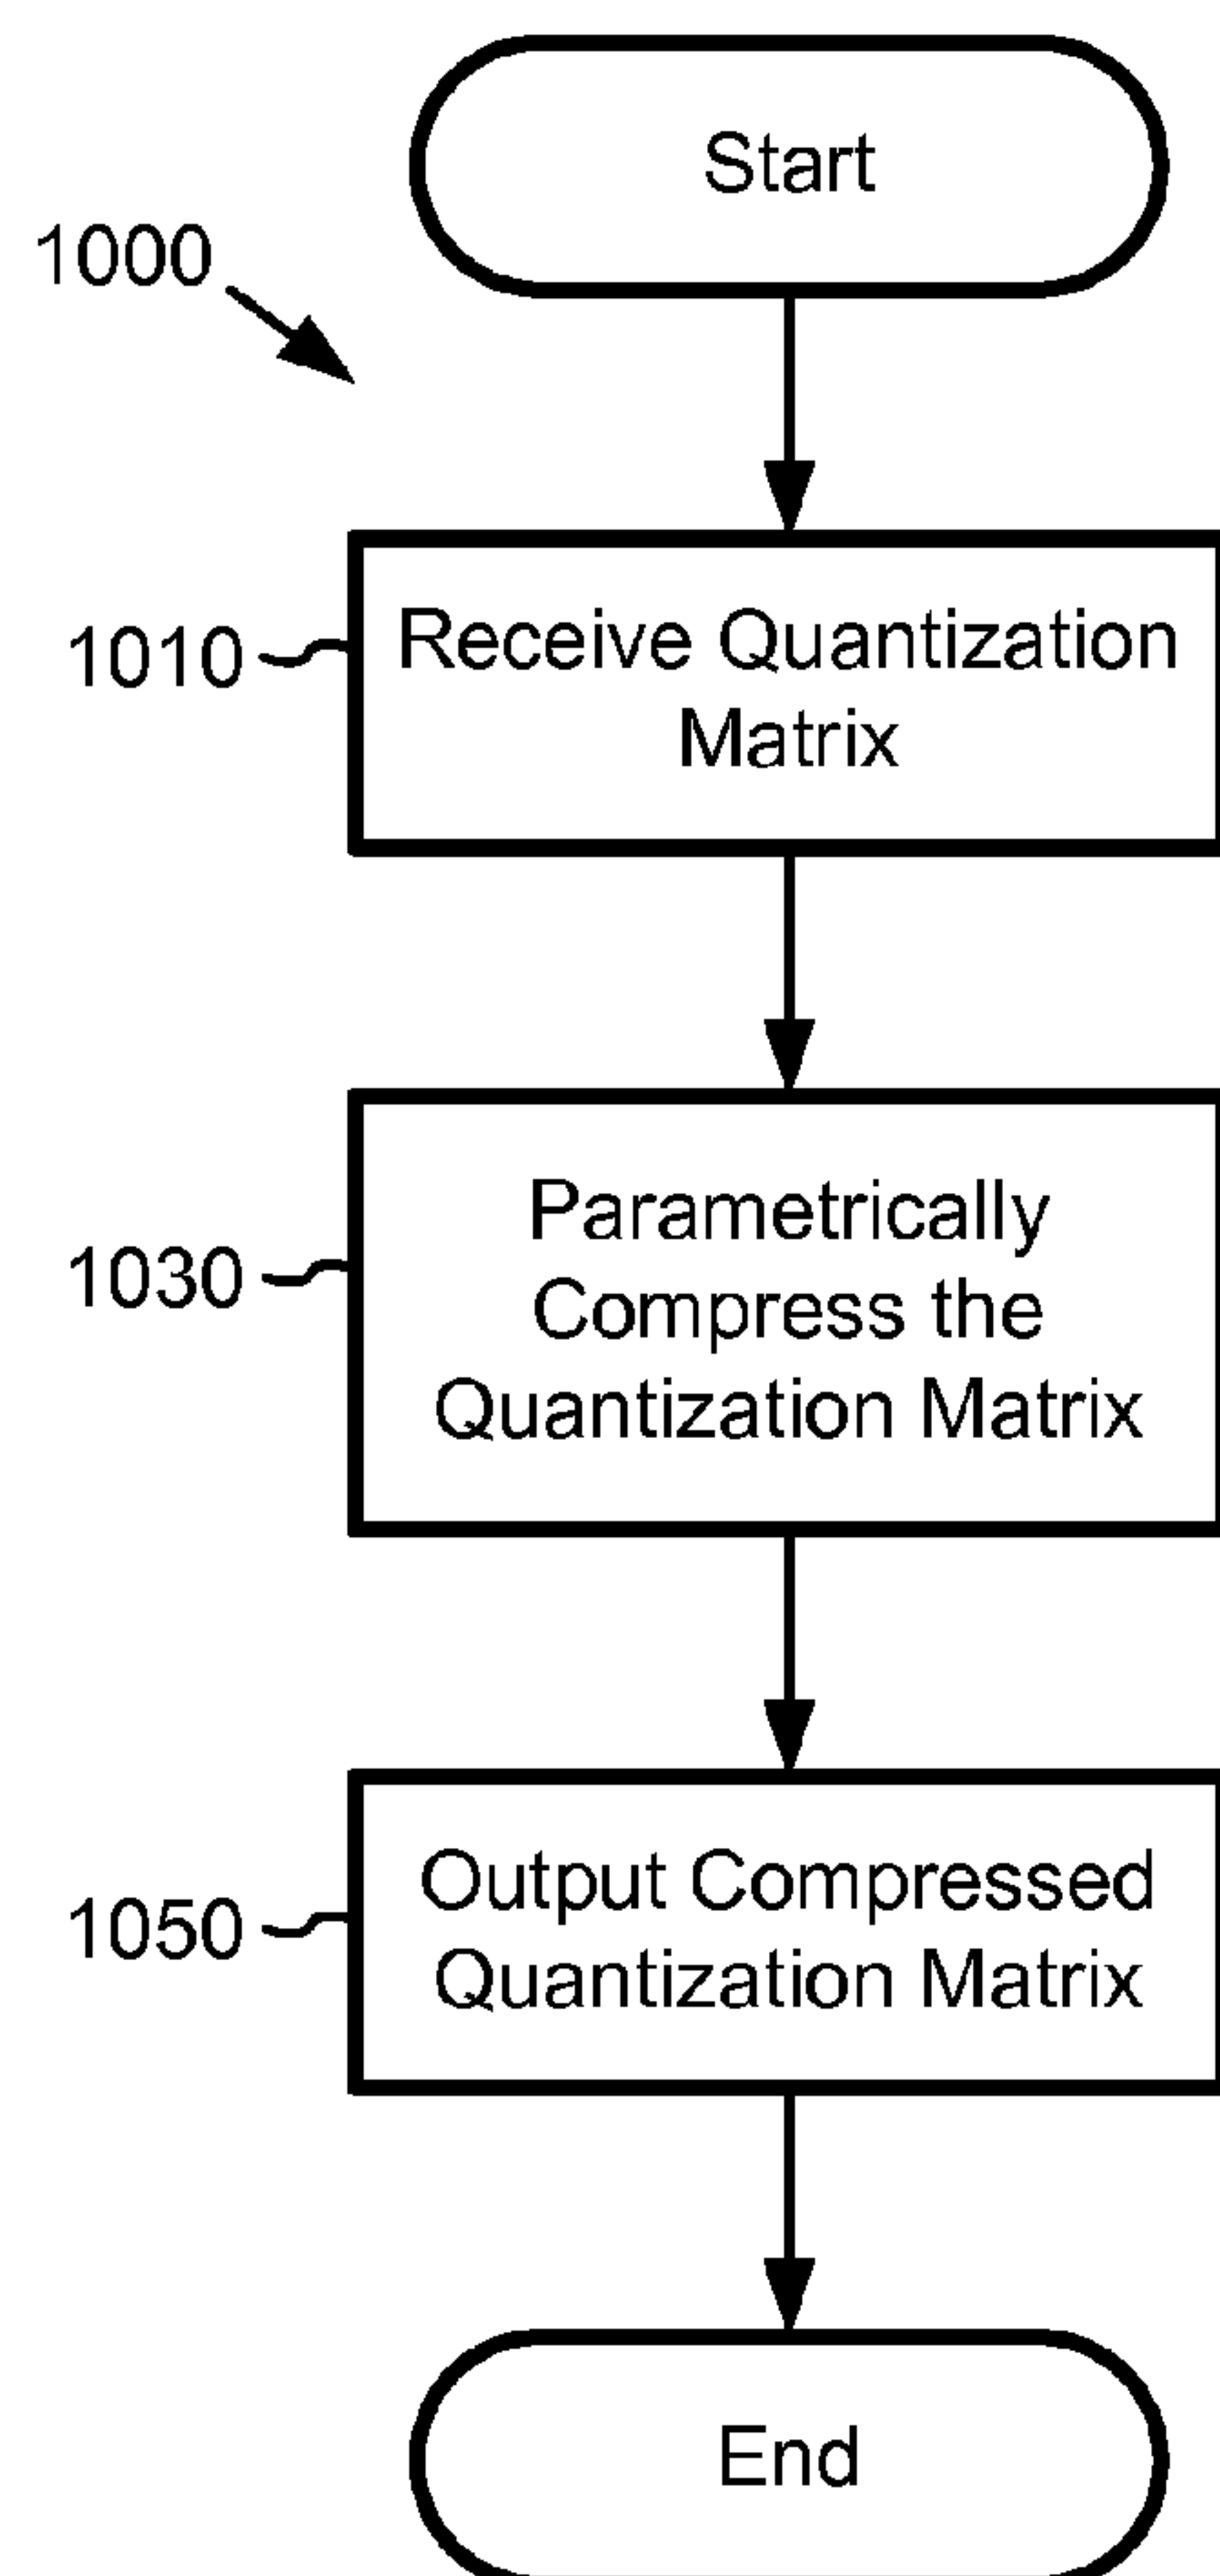 Start
1000
1010
Receive Quantization
Matrix
1030
Parametrically
Compress the
Quantization Matrix
1050
Output Compressed
Quantization Matrix
End